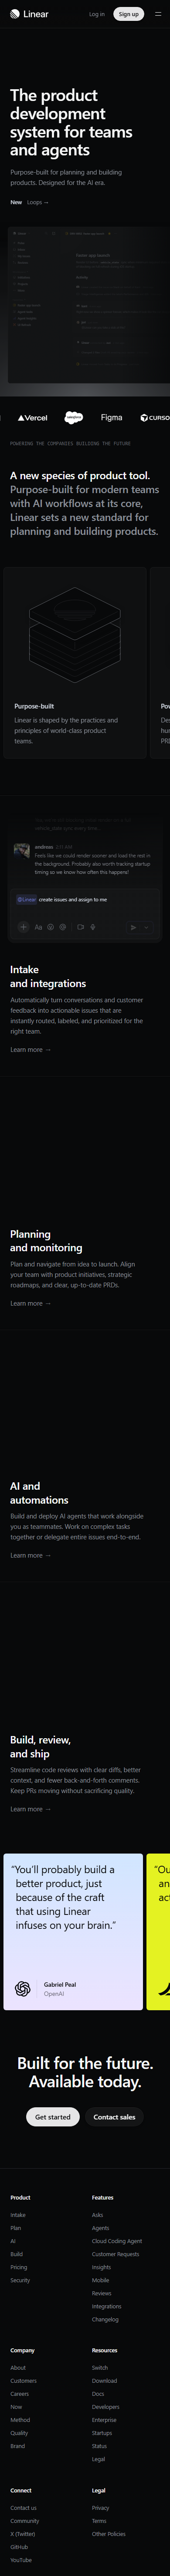 Linear
Log in
Sign up
The product
development
system for teams
and agents
Purpose-built for planning and building
products. Designed for the AI era.
New Loops →
Vercel
salesforce
Figma
CURSO
POWERING THE COMPANIES BUILDING THE FUTURE
A new species of product tool.
Purpose-built for modern teams
with AI workflows at its core,
Linear sets a new standard for
planning and building products.
Purpose-built
Linear is shaped by the practices and
principles of world-class product
teams.
andreas
Feels like we could render sooner and load the rest in
the background. Probably also worth tracking startup
timing so we know how often this happens!
@Linear create issues and assign to me
Aa
Intake
and integrations
Automatically turn conversations and customer
feedback into actionable issues that are
instantly routed, labeled, and prioritized for the
right team.
Learn more →
Planning
and monitoring
Plan and navigate from idea to launch. Align
your team with product initiatives, strategic
roadmaps, and clear, up-to-date PRDs.
Learn more →
AI and
automations
Build and deploy AI agents that work alongside
you as teammates. Work on complex tasks
together or delegate entire issues end-to-end.
Learn more →
Build, review,
and ship
Streamline code reviews with clear diffs, better
context, and fewer back-and-forth comments.
Keep PRs moving without sacrificing quality.
Learn more →
“You’ll probably build a
better product, just
because of the craft
that using Linear
infuses on your brain.”
Gabriel Peal
OpenAI
Built for the future.
Available today.
Get started
Contact sales
Product
Intake
Plan
AI
Build
Pricing
Security
Features
Asks
Agents
Cloud Coding Agent
Customer Requests
Insights
Mobile
Reviews
Integrations
Changelog
Company
About
Customers
Careers
Now
Method
Quality
Brand
Resources
Switch
Download
Docs
Developers
Enterprise
Startups
Status
Legal
Connect
Contact us
Community
X (Twitter)
GitHub
YouTube
Legal
Privacy
Terms
Other Policies